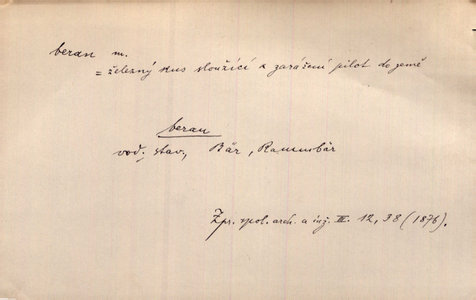 beran m.
= železný kus sloužící k zarážení pilot do země
beran
vod. stav, Bär, Rammbär
Zpr. spol. arch. a inž. XI. 12, 38 (1876).